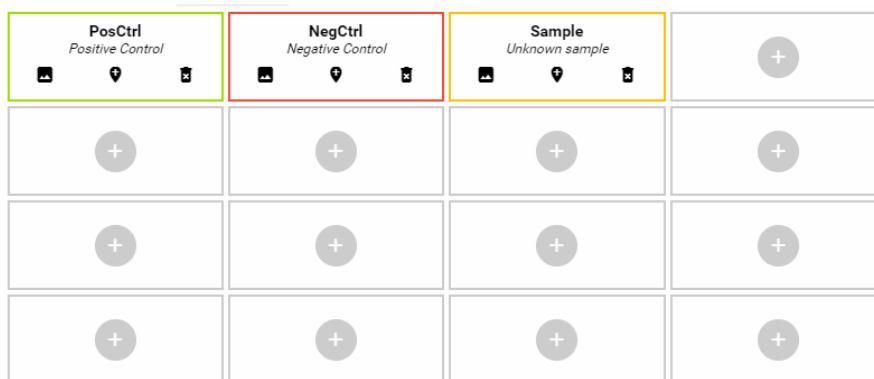 PosCtrl
Positive Control
NegCtrl
Negative Control
Sample
Unknown sample